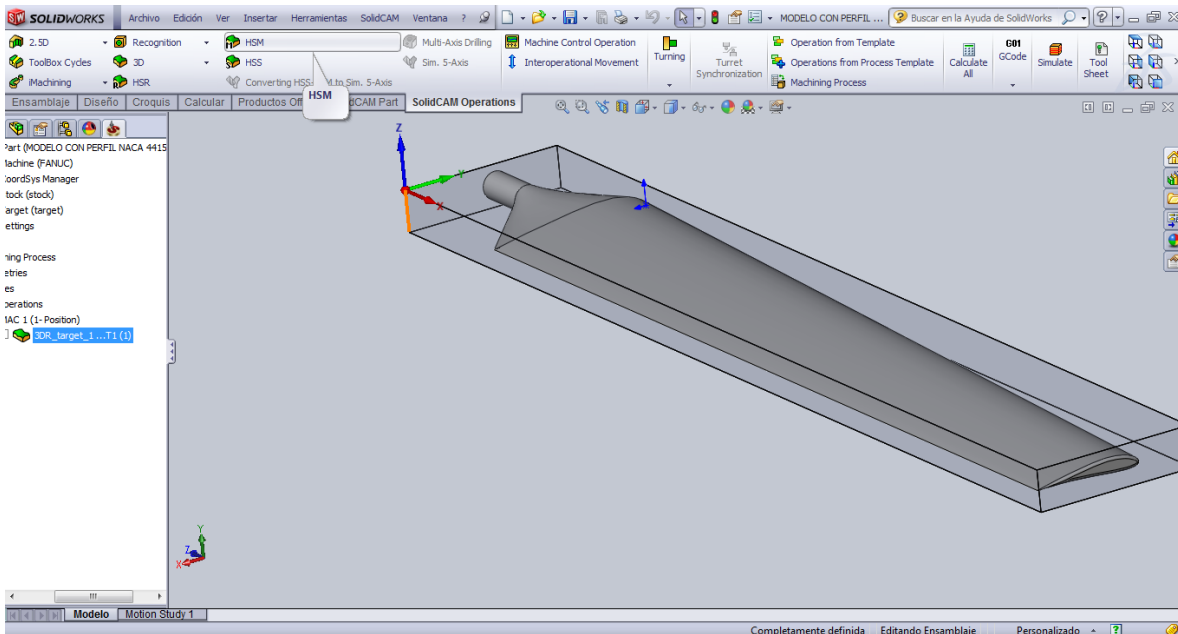 SOLIDWORKS Archivo Edición Ver Insertar Herramientas SolidCAM Ventana ? MODELO CON PERFIL ... Buscar en la Ayuda de SolidWorks
2.5D Recognition HSM Multi-Axis Drilling Machine Control Operation Operation from Template
ToolBox Cycles 3D HSS Sim. 5-Axis Interoperational Movement Operations from Process Template
iMachining HSR Converting HSS to Sim. 5-Axis Machining Process
Turning
Turret
Synchronization
Calculate
All
G01
GCode
Simulate
Tool
Sheet
HSM
Ensamblaje Diseño Croquis Calcular Productos Of dCAM Part SolidCAM Operations
Part (MODELO CON PERFIL NACA 4415
Machine (FANUC)
CoordSys Manager
tock (stock)
arget (target)
ettings
ning Process
etries
es
perations
MAC 1 (1- Position)
3DR_target_1 ...T1 (1)
Z
Y
X
Y
Z
X
Modelo Motion Study 1
Completamente definida Editando Ensamblaje Personalizado ?